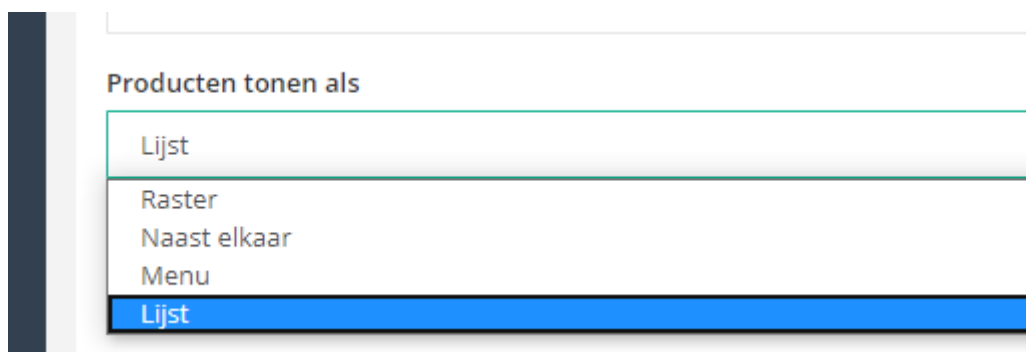 Producten tonen als
Lijst
Raster
Naast elkaar
Menu
Lijst